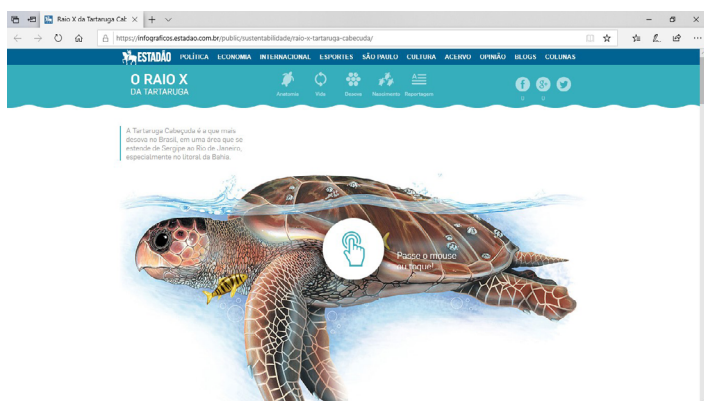 Raio X da Tartaruga Cab
https://infograficos.estadao.com.br/public/sustentabilidade/raio-x-tartaruga-cabecuda/
ESTADÃO POLÍTICA ECONOMIA INTERNACIONAL ESPORTES SÃO PAULO CULTURA ACERVO OPINIÃO BLOGS COLUNAS
O RAIO X
DA TARTARUGA
Anatomia Vida Desova Nascimento Reportagem
A Tartaruga Cabeçuda é a que mais
desova no Brasil, em uma área que se
estende de Sergipe ao Rio de Janeiro,
especialmente no litoral da Bahia.
Passe o mouse
ou toque!